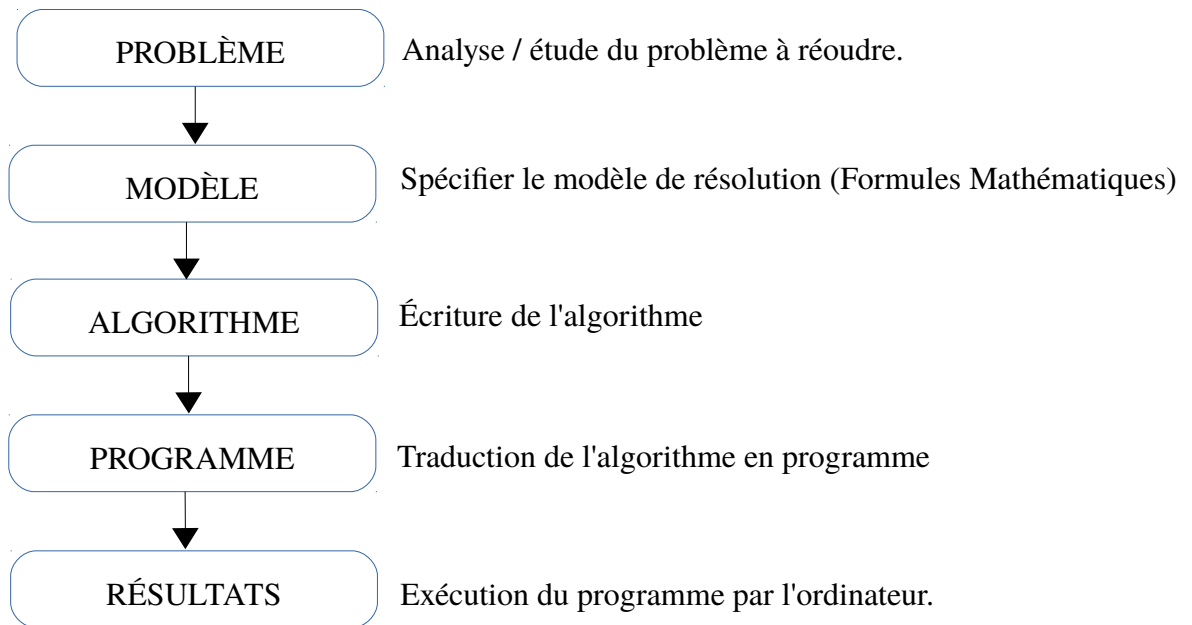 PROBLÈME Analyse / étude du problème à réoudre.
MODÈLE Spécifier le modèle de résolution (Formules Mathématiques)
ALGORITHME Écriture de l'algorithme
PROGRAMME Traduction de l'algorithme en programme
RÉSULTATS Exécution du programme par l'ordinateur.